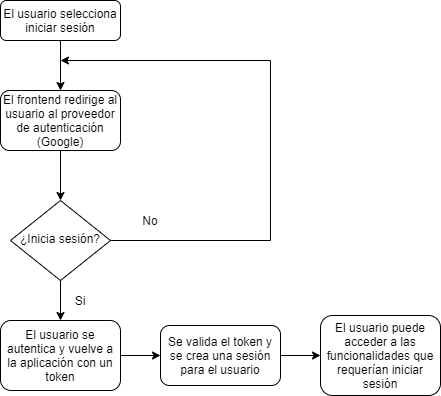 El usuario selecciona
iniciar sesión
El frontend redirige al
usuario al proveedor
de autenticación
(Google)
¿Inicia sesión?
No
Si
El usuario se
autentica y vuelve a
la aplicación con un
token
Se valida el token y
se crea una sesión
para el usuario
El usuario puede
acceder a las
funcionalidades que
requerían iniciar
sesión